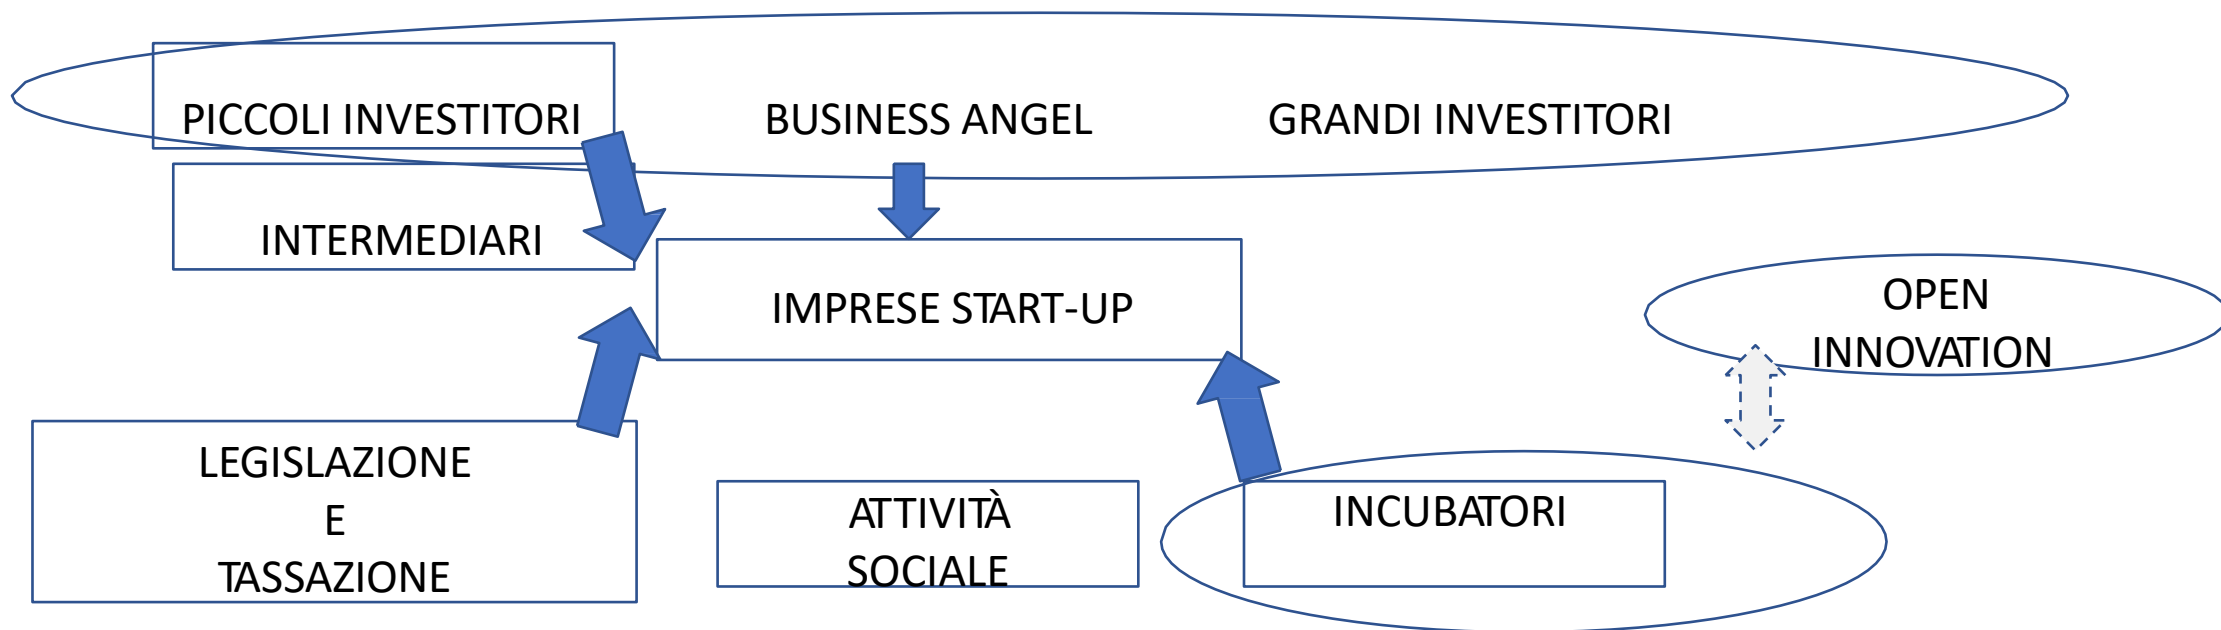 PICCOLI INVESTITORI
BUSINESS ANGEL
GRANDI INVESTITORI
INTERMEDIARI
IMPRESE START-UP
OPEN
INNOVATION
LEGISLAZIONE
E
TASSAZIONE
ATTIVITÀ
SOCIALE
INCUBATORI